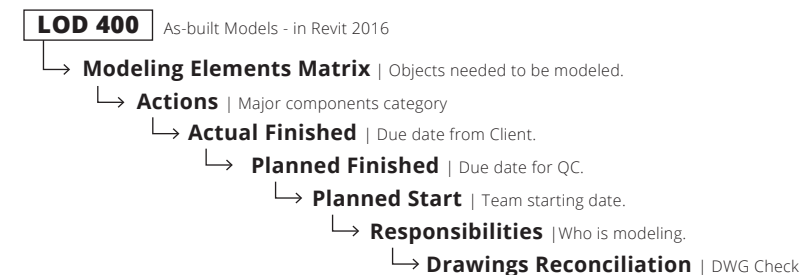 LOD 400 As-built Models - in Revit 2016
Modeling Elements Matrix | Objects needed to be modeled.
Actions | Major components category
Actual Finished | Due date from Client.
Planned Finished | Due date for QC.
Planned Start | Team starting date.
Responsibilities |Who is modeling.
Drawings Reconciliation | DWG Check